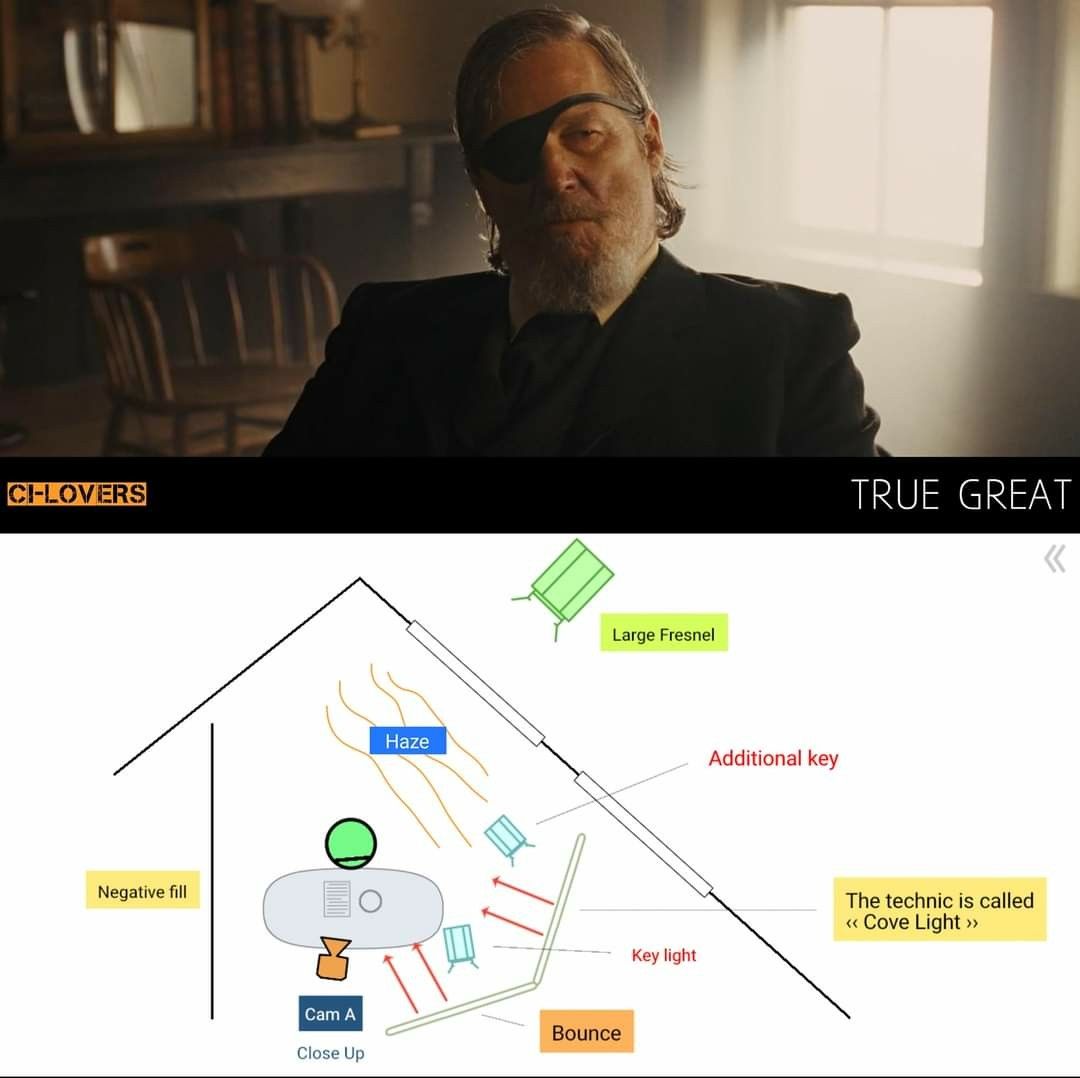 CI-LOVERS
TRUE GREAT
Large Fresnel
Haze
Additional key
Negative fill
The technic is called
‹‹ Cove Light ››
Key light
Cam A
Bounce
Close Up